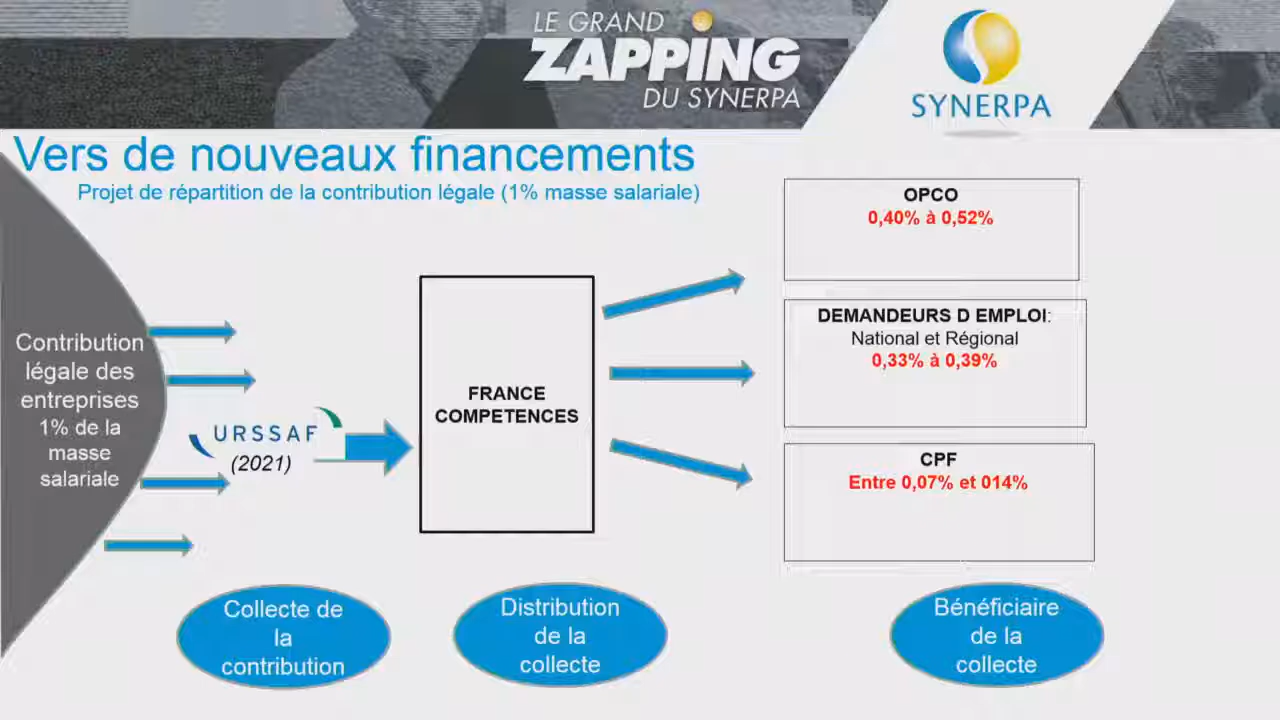 LE GRAND
ZAPPING
DU SYNERPA
SYNERPA
Vers de nouveaux financements
Projet de répartition de la contribution légale (1% masse salariale)
Contribution
légale des
entreprises
1% de la
masse
salariale
URSSAF
(2021)
FRANCE
COMPETENCES
OPCO
0,40% à 0,52%
DEMANDEURS D EMPLOI:
National et Régional
0,33% à 0,39%
CPF
Entre 0,07% et 014%
Collecte de
la
contribution
Distribution
de la
collecte
Bénéficiaire
de la
collecte